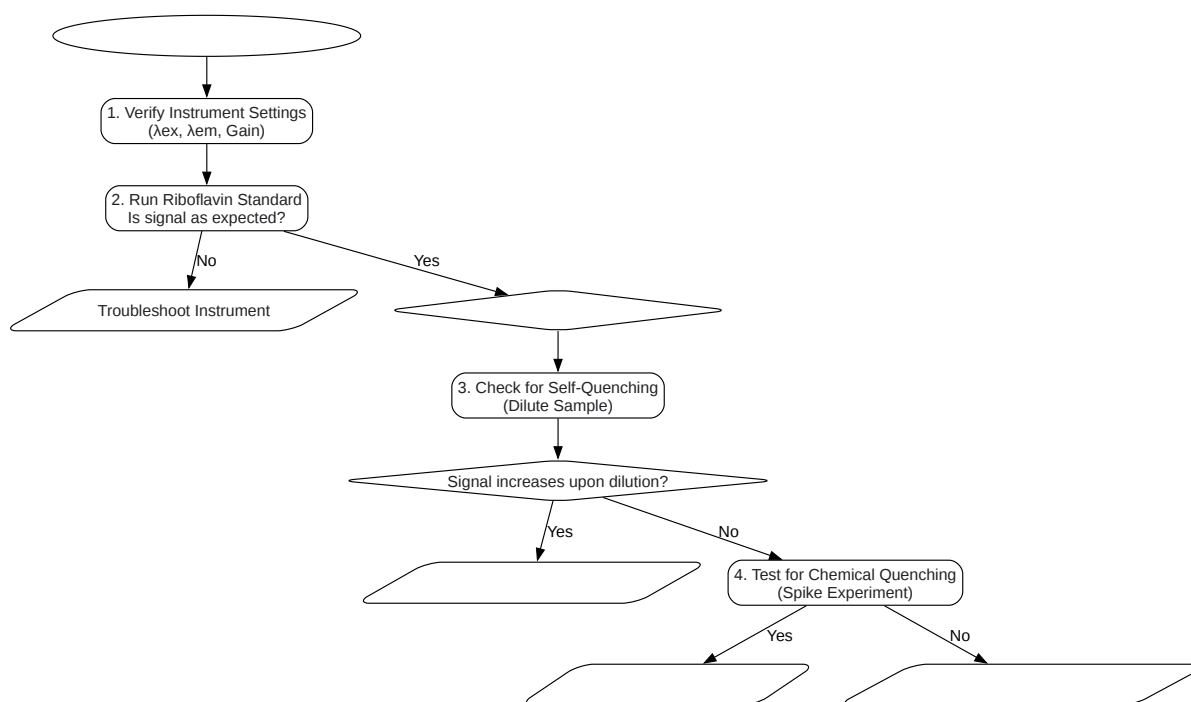 1. Verify Instrument Settings
(λex, λem, Gain)
2. Run Riboflavin Standard
Is signal as expected?
No
Yes
Troubleshoot Instrument
3. Check for Self-Quenching
(Dilute Sample)
Signal increases upon dilution?
Yes
No
4. Test for Chemical Quenching
(Spike Experiment)
Yes
No